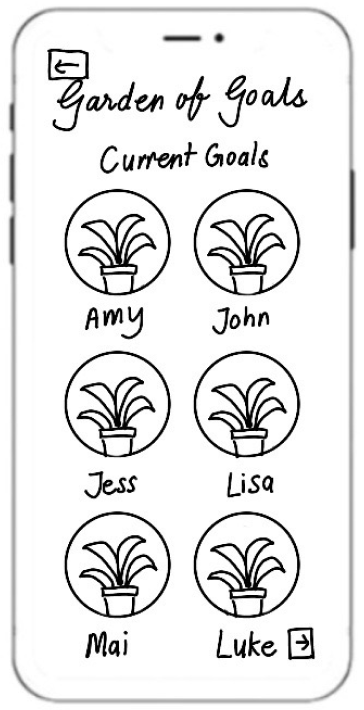 Garden of Goals
Current Goals
Amy John
Jess Lisa
Mai Luke